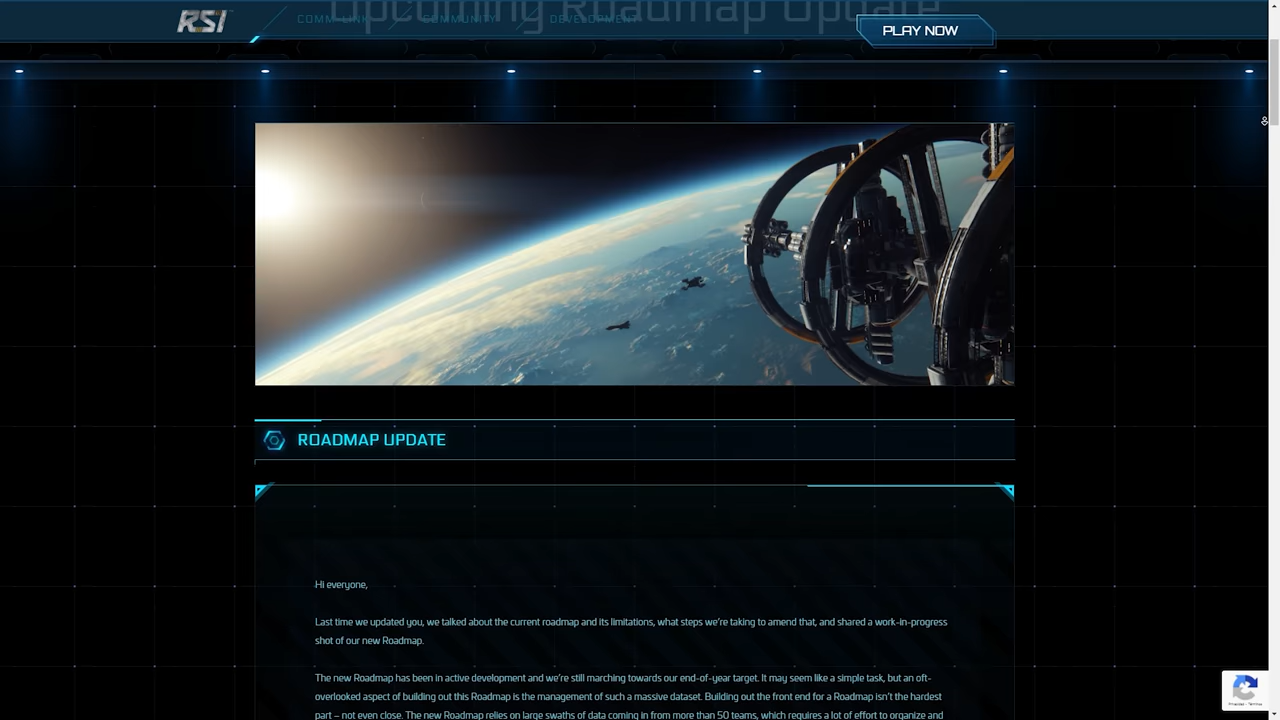 Upcoming Roadmap Update
RSI
COMM-LINK
COMMUNITY
DEVELOPMENT
PLAY NOW
ROADMAP UPDATE
Hi everyone,
Last time we updated you, we talked about the current roadmap and its limitations, what steps we're taking to amend that, and shared a work-in-progress
shot of our new Roadmap.
The new Roadmap has been in active development and we're still marching towards our end-of-year target. It may seem like a simple task, but an oft-
overlooked aspect of building out this Roadmap is the management of such a massive dataset. Building out the front end for a Roadmap isn't the hardest
part – not even close. The new Roadmap relies on large swaths of data coming in from more than 50 teams, which requires a lot of effort to organize and
Privacy - Terms